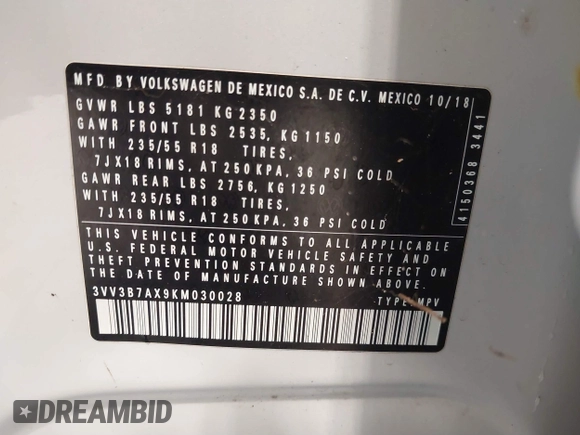 MFD. BY VOLKSWAGEN DE MEXICO S.A. DE C.V. MEXICO 10/18
GVWR LBS 5181 KG 2350
GAWR FRONT LBS 2535, KG 1150
WITH 235/55 R18 TIRES,
7JX18 RIMS, AT 250 KPA, 36 PSI COLD
GAWR REAR LBS 2756, KG 1250
WITH 235/55 R18 TIRES,
7JX18 RIMS, AT 250 KPA, 36 PSI COLD
THIS VEHICLE CONFORMS TO ALL APPLICABLE
U.S. FEDERAL MOTOR VEHICLE SAFETY AND
THEFT PREVENTION STANDARDS IN EFFECT ON
THE DATE OF MANUFACTURE SHOWN ABOVE.
3VV3B7AX9KM030028 TYPE: MPV
4150368 3441
DREAMBID